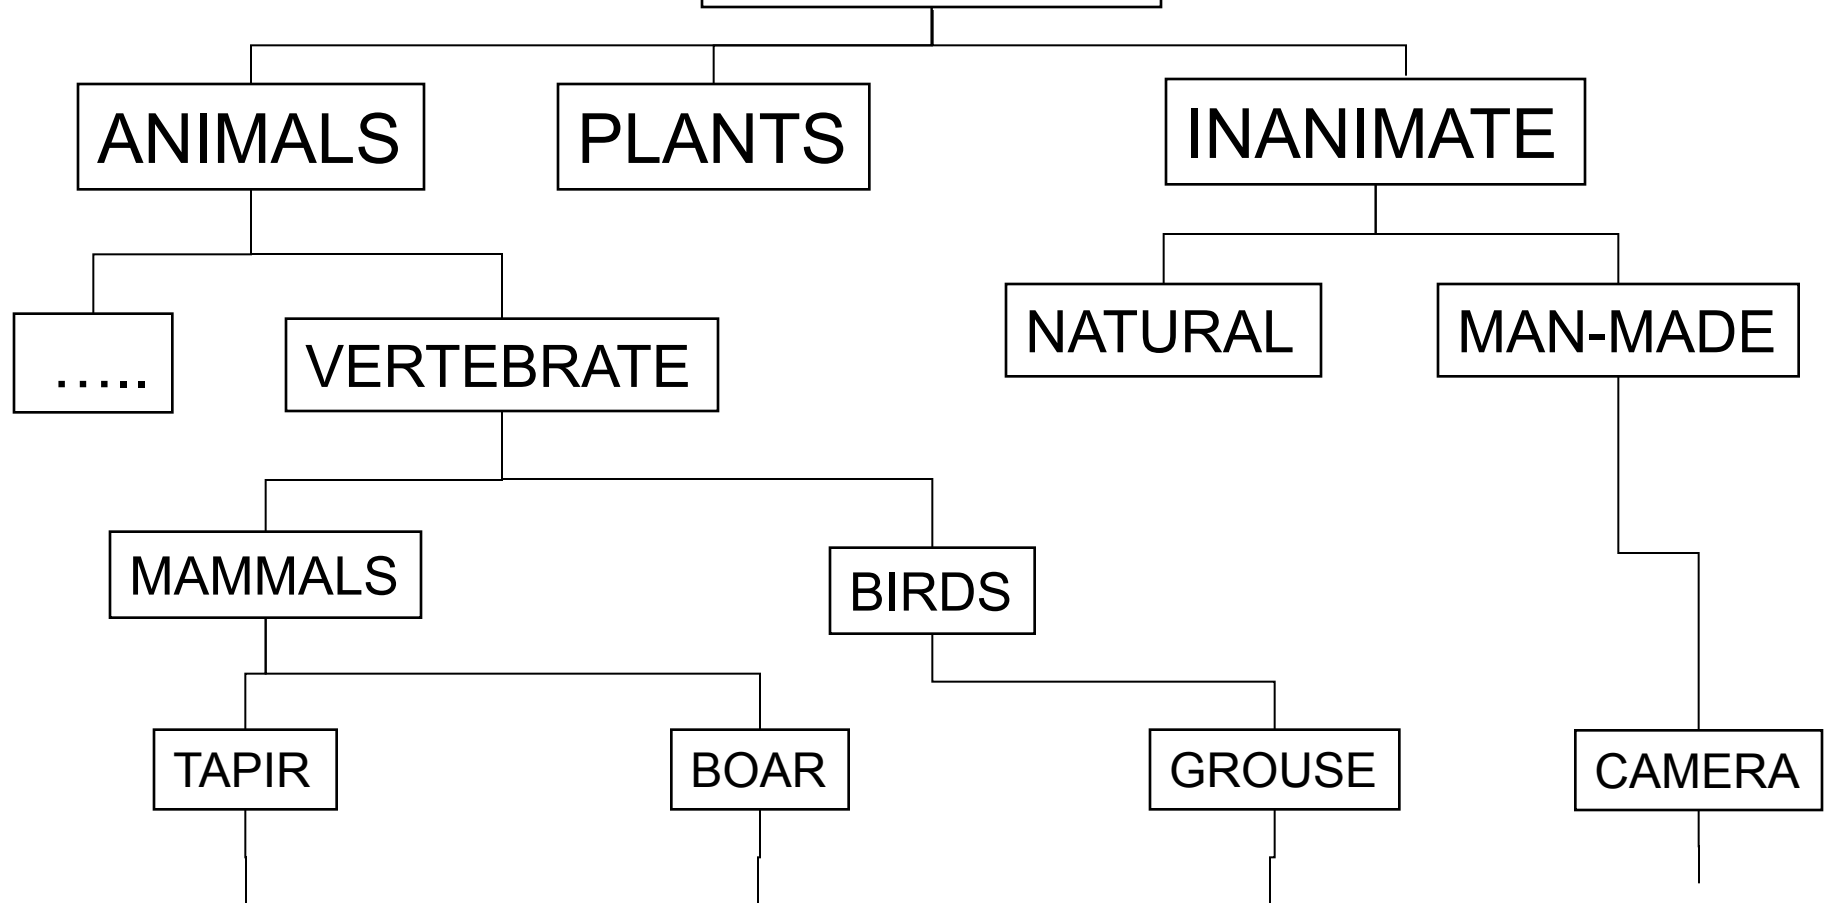 ANIMALS
PLANTS
INANIMATE
NATURAL
MAN-MADE
…..
VERTEBRATE
MAMMALS
BIRDS
TAPIR
BOAR
GROUSE
CAMERA